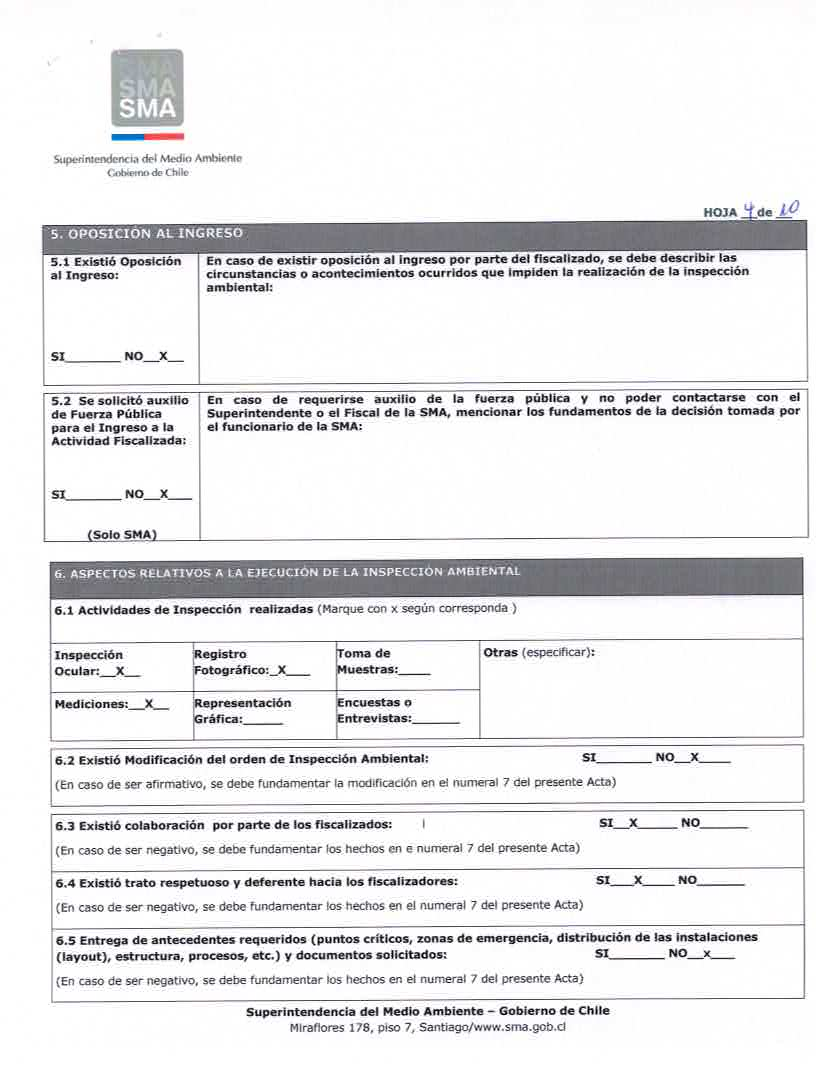 SMA
SMA
SMA
Superintendencia del Medio Ambiente
Gobierno de Chile
HOJA 4 de 10
5. OPOSICIÓN AL INGRESO
5.1 Existió Oposición
al Ingreso:
SI_______ NO__X__
En caso de existir oposición al ingreso por parte del fiscalizado, se debe describir las
circunstancias o acontecimientos ocurridos que impiden la realización de la inspección
ambiental:
5.2 Se solicitó auxilio
de Fuerza Pública
para el Ingreso a la
Actividad Fiscalizada:
SI_______ NO__X___
(Solo SMA)
En caso de requerirse auxilio de la fuerza pública y no poder contactarse con el
Superintendente o el Fiscal de la SMA, mencionar los fundamentos de la decisión tomada por
el funcionario de la SMA:
6. ASPECTOS RELATIVOS A LA EJECUCIÓN DE LA INSPECCIÓN AMBIENTAL
6.1 Actividades de Inspección realizadas (Marque con x según corresponda )
Inspección
Ocular:__X__
Registro
Fotográfico:_X___
Toma de
Muestras:____
Otras (especificar):
Mediciones:__X__
Representación
Gráfica:_____
Encuestas o
Entrevistas:______
6.2 Existió Modificación del orden de Inspección Ambiental: SI_______ NO__X____
(En caso de ser afirmativo, se debe fundamentar la modificación en el numeral 7 del presente Acta)
6.3 Existió colaboración por parte de los fiscalizados: SI__X_____ NO______
(En caso de ser negativo, se debe fundamentar los hechos en e numeral 7 del presente Acta)
6.4 Existió trato respetuoso y deferente hacia los fiscalizadores: SI___X____ NO______
(En caso de ser negativo, se debe fundamentar los hechos en el numeral 7 del presente Acta)
6.5 Entrega de antecedentes requeridos (puntos críticos, zonas de emergencia, distribución de las instalaciones
(layout), estructura, procesos, etc.) y documentos solicitados: SI_______ NO__x___
(En caso de ser negativo, se debe fundamentar los hechos en el numeral 7 del presente Acta)
Superintendencia del Medio Ambiente – Gobierno de Chile
Miraflores 178, piso 7, Santiago/www.sma.gob.cl